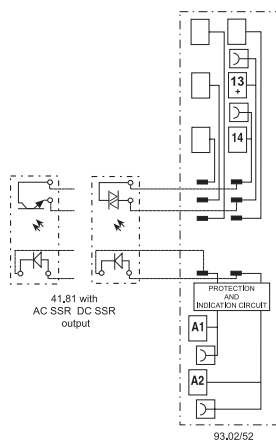 13
+
14
41.81 with
AC SSR DC SSR
output
PROTECTION
AND
INDICATION CIRCUIT
A1
A2
93.02/52